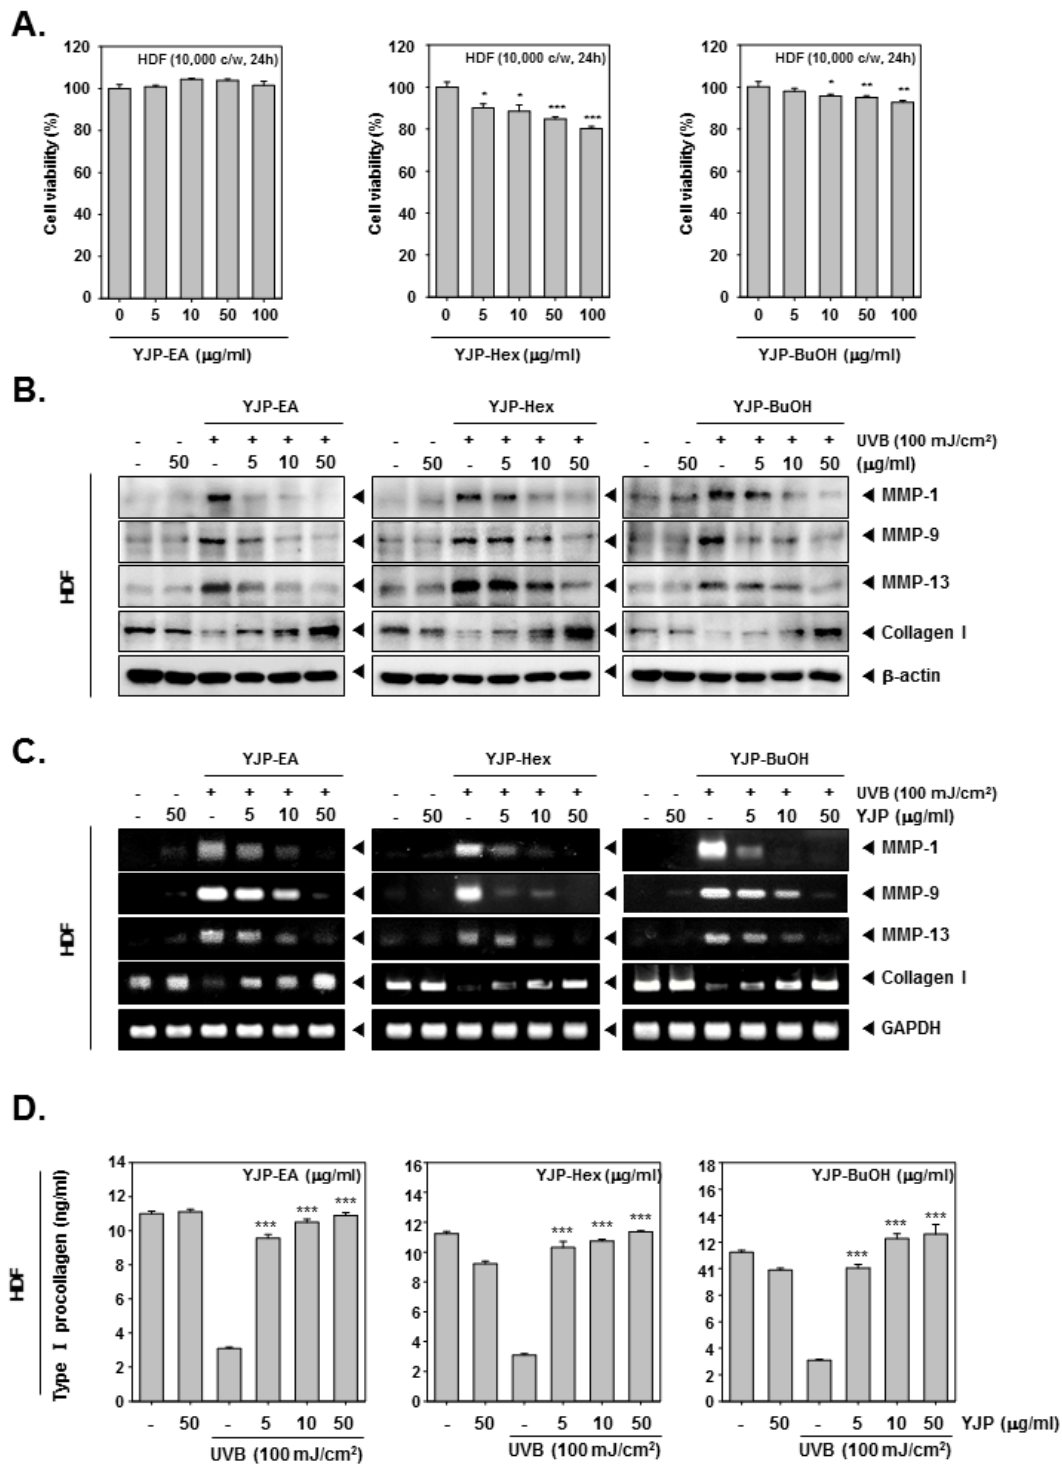 A.
120
100
80
60
40
20
0
Cell viability (%)
HDF (10,000 c/w, 24h)
0 5 10 50 100
YJP-EA (μg/ml)
120
100
80
60
40
20
0
Cell viability (%)
HDF (10,000 c/w, 24h)
* * *** ***
0 5 10 50 100
YJP-Hex (μg/ml)
120
100
80
60
40
20
0
Cell viability (%)
HDF (10,000 c/w, 24h)
* ** **
0 5 10 50 100
YJP-BuOH (μg/ml)
B.
YJP-EA YJP-Hex YJP-BuOH
- - + + + + - - + + + + - - + + + + UVB (100 mJ/cm²)
- 50 - 5 10 50 - 50 - 5 10 50 - 50 - 5 10 50 (μg/ml)
HDF
◀ MMP-1
◀ MMP-9
◀ MMP-13
◀ Collagen I
◀ β-actin
C.
YJP-EA YJP-Hex YJP-BuOH
- - + + + + - - + + + + - - + + + + UVB (100 mJ/cm²)
- 50 - 5 10 50 - 50 - 5 10 50 - 50 - 5 10 50 YJP (μg/ml)
HDF
◀ MMP-1
◀ MMP-9
◀ MMP-13
◀ Collagen I
◀ GAPDH
D.
HDF
Type I procollagen (ng/ml)
14
12
10
8
6
4
2
0
YJP-EA (μg/ml)
*** *** ***
- 50 - 5 10 50
UVB (100 mJ/cm²)
16
14
12
10
8
6
4
2
0
YJP-Hex (μg/ml)
*** *** ***
- 50 - 5 10 50
UVB (100 mJ/cm²)
18
16
14
12
41
8
6
4
2
0
YJP-BuOH (μg/ml)
*** *** ***
- 50 - 5 10 50 YJP (μg/ml)
UVB (100 mJ/cm²)